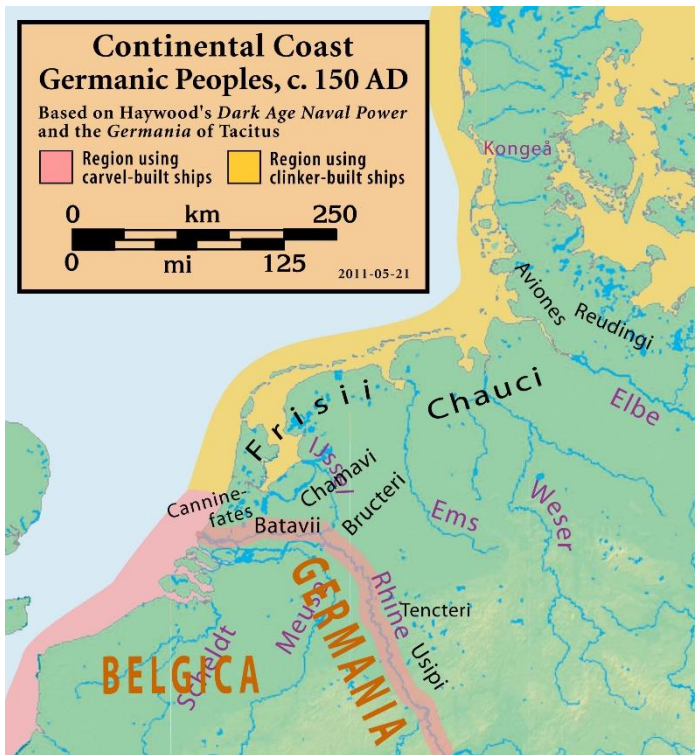 Continental Coast
Germanic Peoples, c. 150 AD
Based on Haywood's Dark Age Naval Power
and the Germania of Tacitus
Region using
carvel-built ships
Region using
clinker-built ships
0 km 250
0 mi 125
2011-05-21
Kongeå
Aviones
Reudingi
Elbe
Chauci
Frisii
IJssel
Chamavi
Bructeri
Ems
Weser
Cannine-
fates
Batavii
Rhine
Tencteri
Usipi
Meuse
GERMANIA
Scheldt
BELGICA